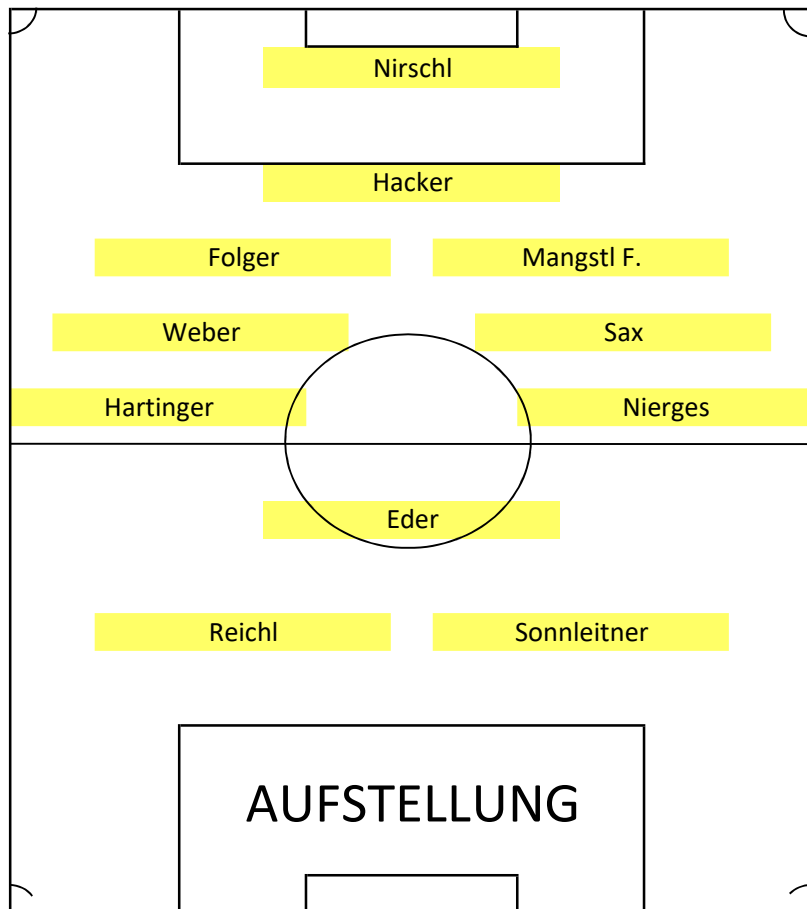 Nirschl
Hacker
Folger Mangstl F.
Weber Sax
Hartinger Nierges
Eder
Reichl Sonnleitner
AUFSTELLUNG